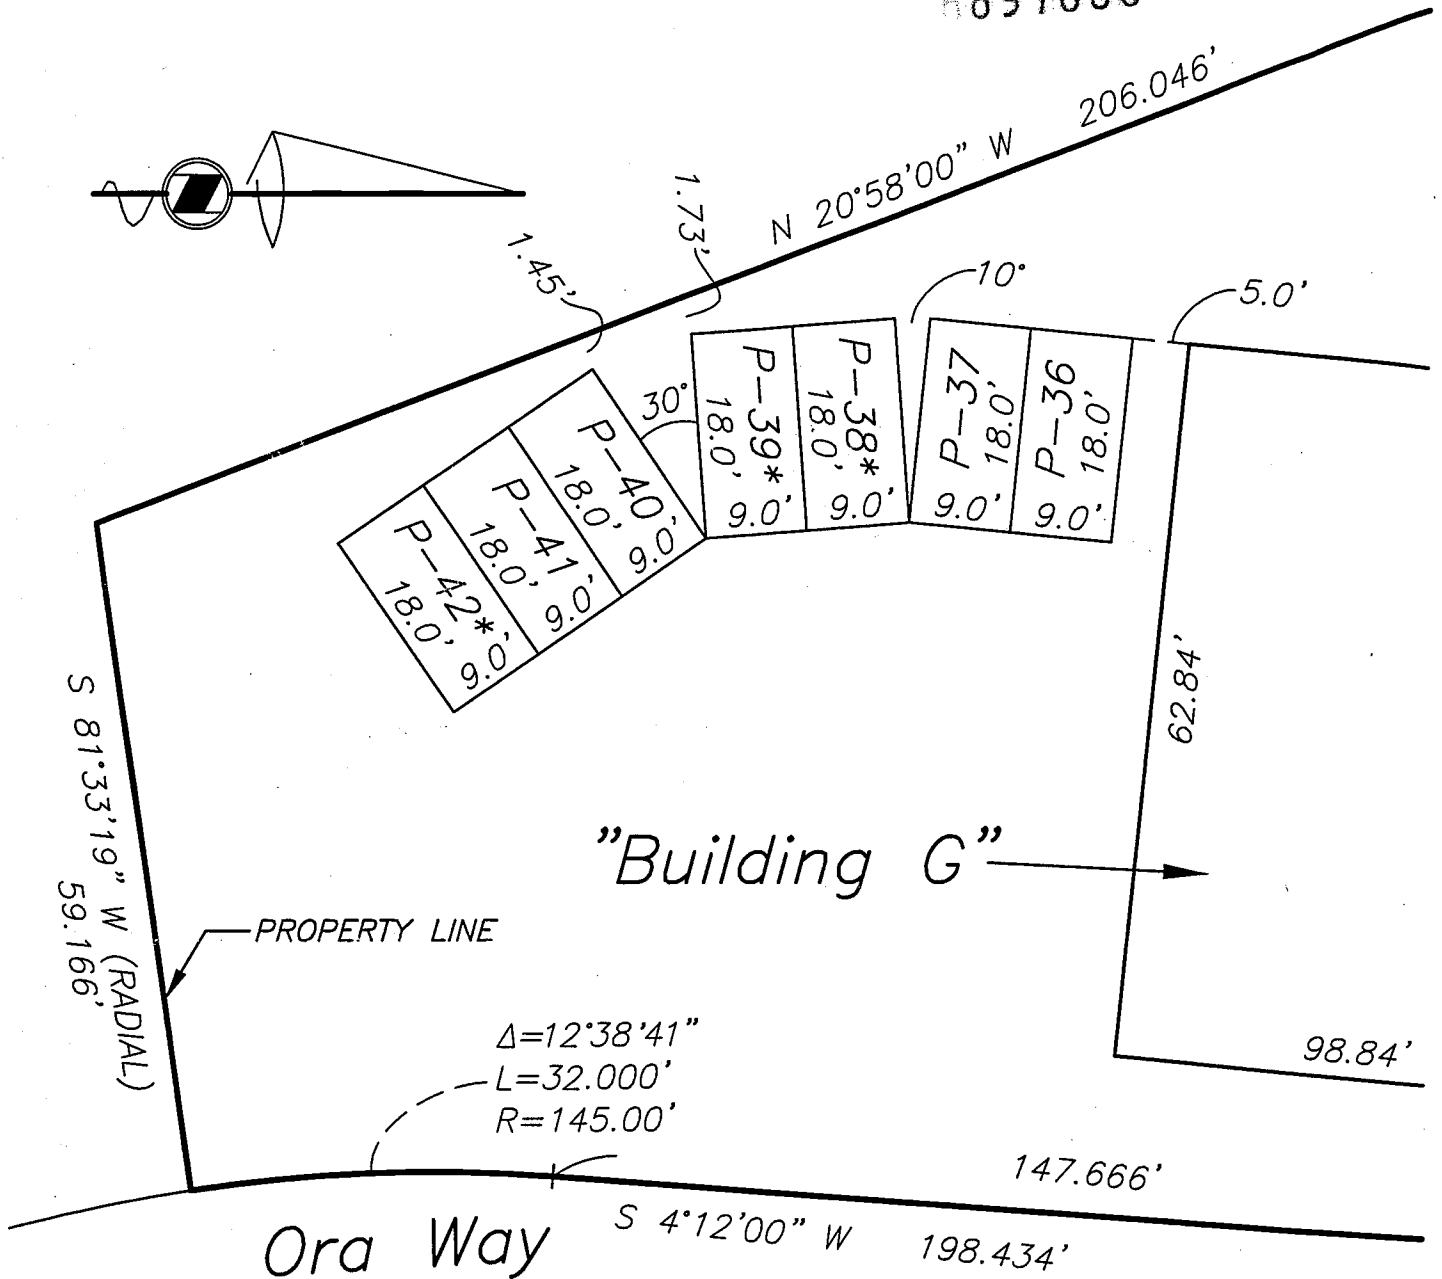 206.046'
N 20°58'00" W
1.73'
1.45'
10°
5.0'
30°
P-36
18.0'
9.0'
P-37
18.0'
9.0'
P-38*
18.0'
9.0'
P-39*
18.0'
9.0'
P-40
18.0'
9.0'
P-41
18.0'
9.0'
P-42*
18.0'
9.0'
62.84'
S 81°33'19" W (RADIAL)
59.166'
"Building G"
PROPERTY LINE
Δ=12°38'41"
L=32.000'
R=145.00'
98.84'
147.666'
S 4°12'00" W 198.434'
Ora Way